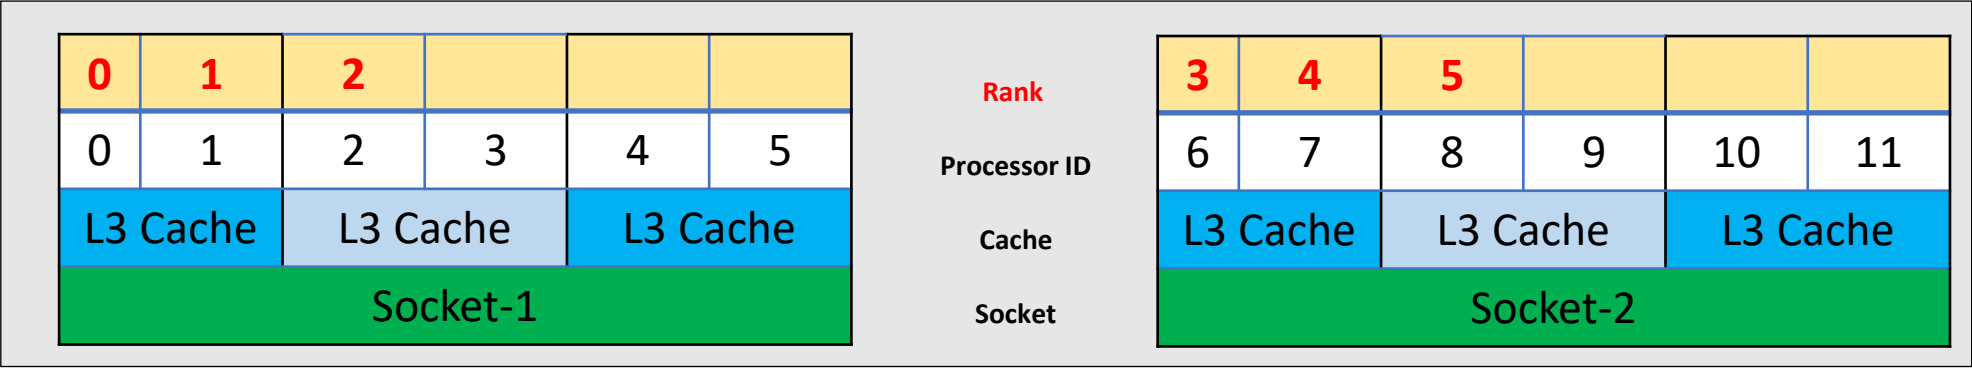 0 1 2 Rank 3 4 5
0 1 2 3 4 5 Processor ID 6 7 8 9 10 11
L3 Cache L3 Cache L3 Cache Cache L3 Cache L3 Cache L3 Cache
Socket-1 Socket Socket-2